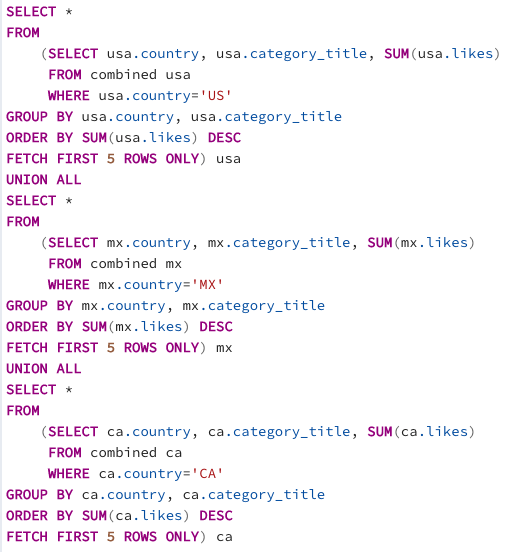 SELECT *
FROM
(SELECT usa.country, usa.category_title, SUM(usa.likes)
FROM combined usa
WHERE usa.country='US'
GROUP BY usa.country, usa.category_title
ORDER BY SUM(usa.likes) DESC
FETCH FIRST 5 ROWS ONLY) usa
UNION ALL
SELECT *
FROM
(SELECT mx.country, mx.category_title, SUM(mx.likes)
FROM combined mx
WHERE mx.country='MX'
GROUP BY mx.country, mx.category_title
ORDER BY SUM(mx.likes) DESC
FETCH FIRST 5 ROWS ONLY) mx
UNION ALL
SELECT *
FROM
(SELECT ca.country, ca.category_title, SUM(ca.likes)
FROM combined ca
WHERE ca.country='CA'
GROUP BY ca.country, ca.category_title
ORDER BY SUM(ca.likes) DESC
FETCH FIRST 5 ROWS ONLY) ca